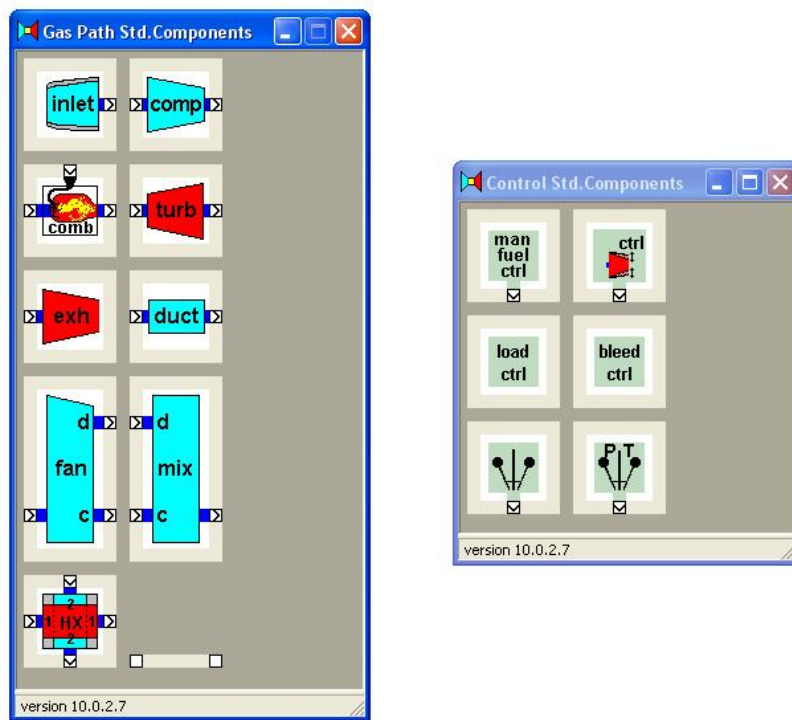 Gas Path Std.Components
inlet
comp
comb
turb
exh
duct
d
fan
c
d
mix
c
2
1 HX 1
2
version 10.0.2.7
Control Std.Components
man
fuel
ctrl
ctrl
load
ctrl
bleed
ctrl
P T
version 10.0.2.7